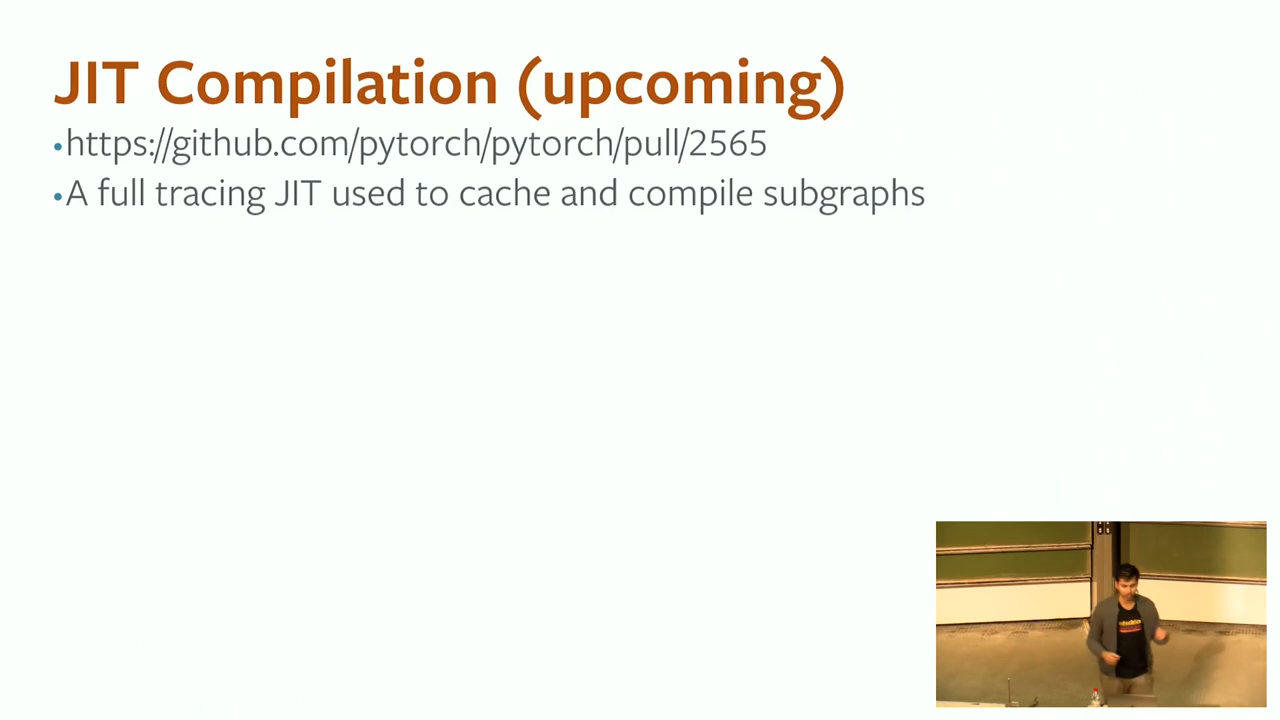 JIT Compilation (upcoming)
•https://github.com/pytorch/pytorch/pull/2565
•A full tracing JIT used to cache and compile subgraphs